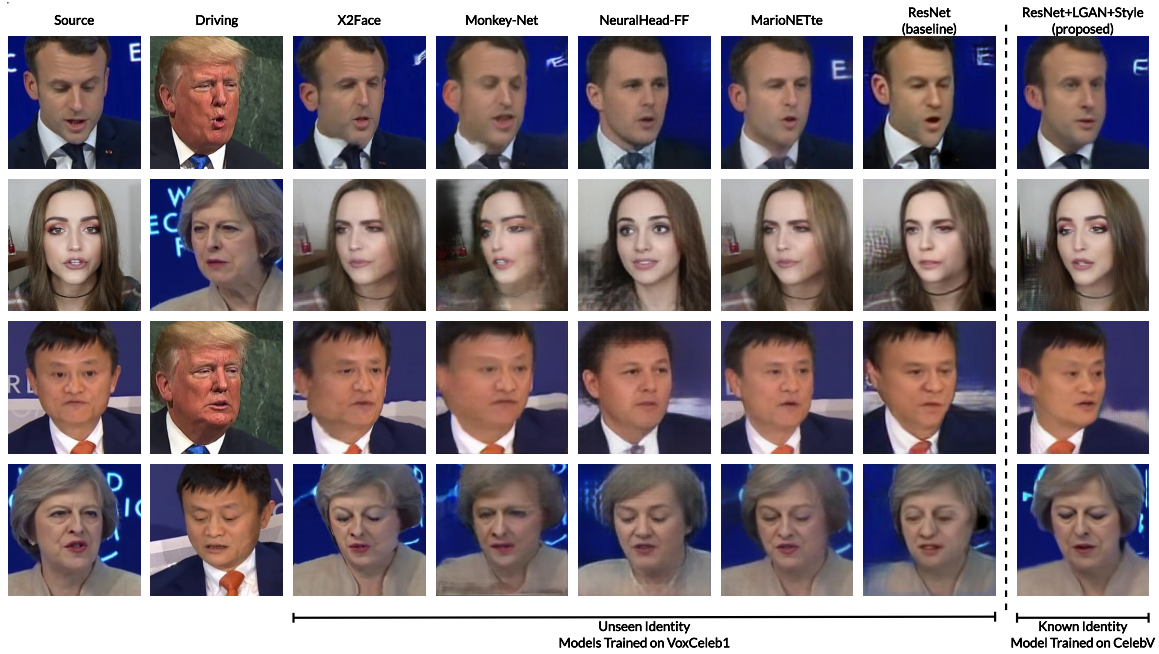 Source
Driving
X2Face
Monkey-Net
NeuralHead-FF
MarioNETte
ResNet
(baseline)
ResNet+LGAN+Style
(proposed)
C
E
E
W
EC
F
Unseen Identity
Models Trained on VoxCeleb1
Known Identity
Model Trained on CelebV